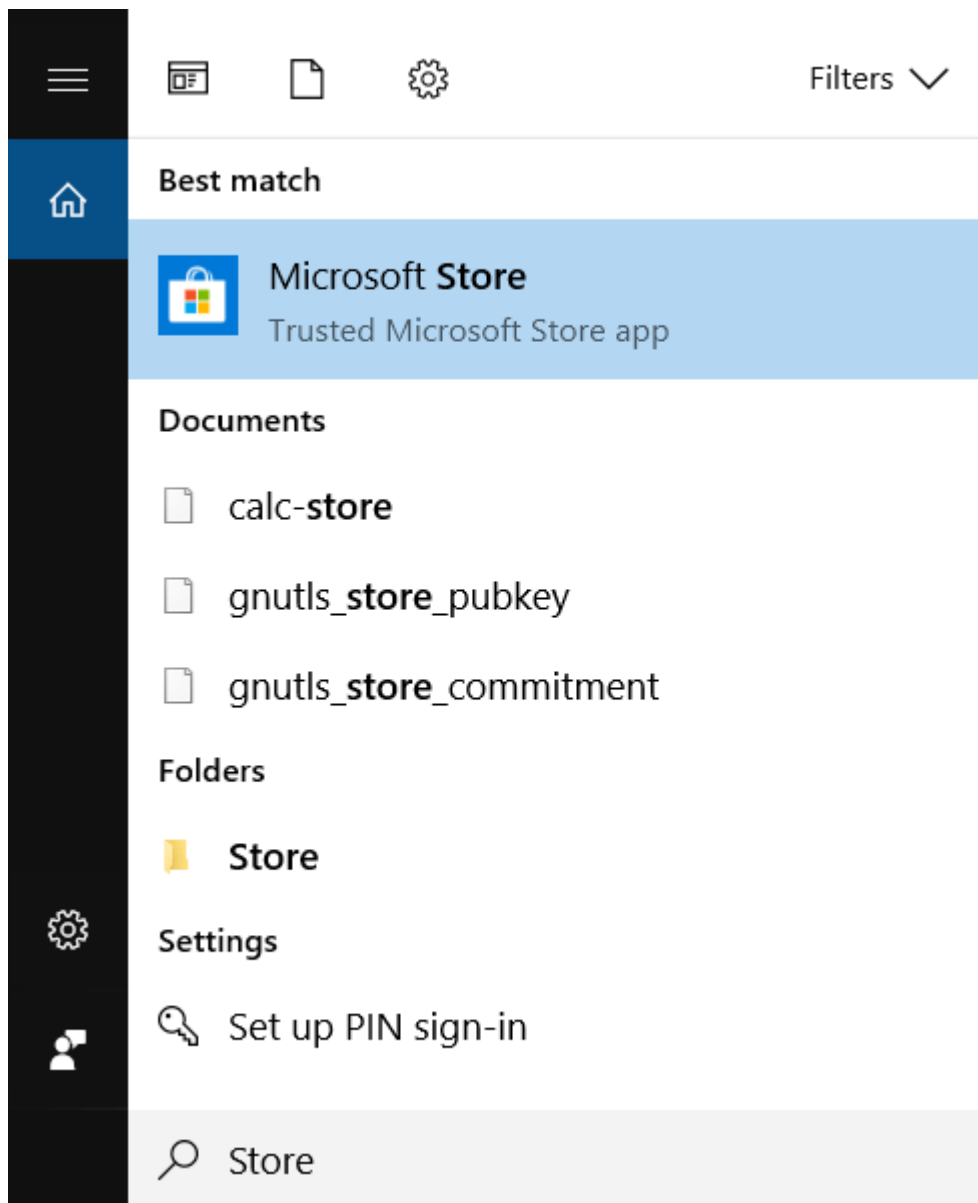 Filters
Best match
Microsoft Store
Trusted Microsoft Store app
Documents
calc-store
gnutls_store_pubkey
gnutls_store_commitment
Folders
Store
Settings
Set up PIN sign-in
Store